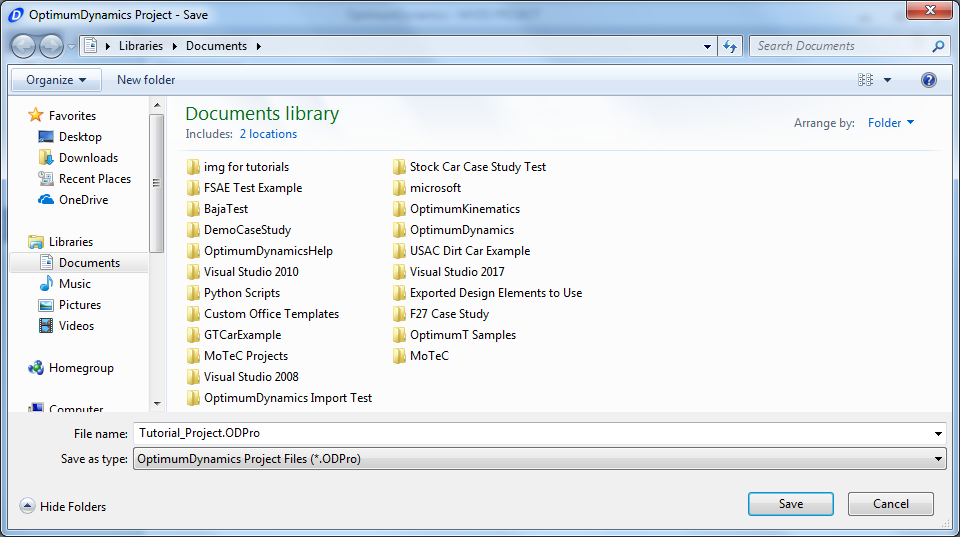 OptimumDynamics Project - Save
Libraries Documents
Search Documents
Organize New folder
Favorites
Desktop
Downloads
Recent Places
OneDrive
Libraries
Documents
Music
Pictures
Videos
Homegroup
Computer
Documents library
Includes: 2 locations
Arrange by: Folder
img for tutorials
FSAE Test Example
BajaTest
DemoCaseStudy
OptimumDynamicsHelp
Visual Studio 2010
Python Scripts
Custom Office Templates
GTCarExample
MoTeC Projects
Visual Studio 2008
OptimumDynamics Import Test
Stock Car Case Study Test
microsoft
OptimumKinematics
OptimumDynamics
USAC Dirt Car Example
Visual Studio 2017
Exported Design Elements to Use
F27 Case Study
OptimumT Samples
MoTeC
File name: Tutorial_Project.ODPro
Save as type: OptimumDynamics Project Files (*.ODPro)
Hide Folders
Save Cancel